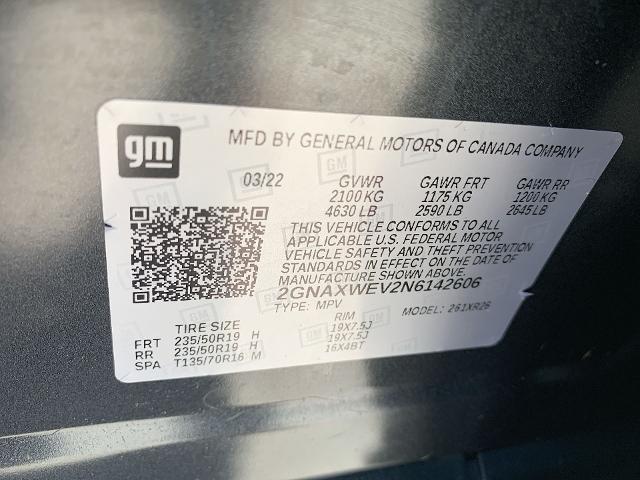 gm
MFD BY GENERAL MOTORS OF CANADA COMPANY
03/22 GVWR GAWR FRT GAWR RR
2100 KG 1175 KG 1200 KG
4630 LB 2590 LB 2645 LB
THIS VEHICLE CONFORMS TO ALL
APPLICABLE U.S. FEDERAL MOTOR
VEHICLE SAFETY AND THEFT PREVENTION
STANDARDS IN EFFECT ON THE DATE OF
MANUFACTURE SHOWN ABOVE.
2GNAXWEV2N6142606
TYPE: MPV MODEL: 261XR26
TIRE SIZE RIM
FRT 235/50R19 H 19X7.5J
RR 235/50R19 H 19X7.5J
SPA T135/70R16 M 16X4BT